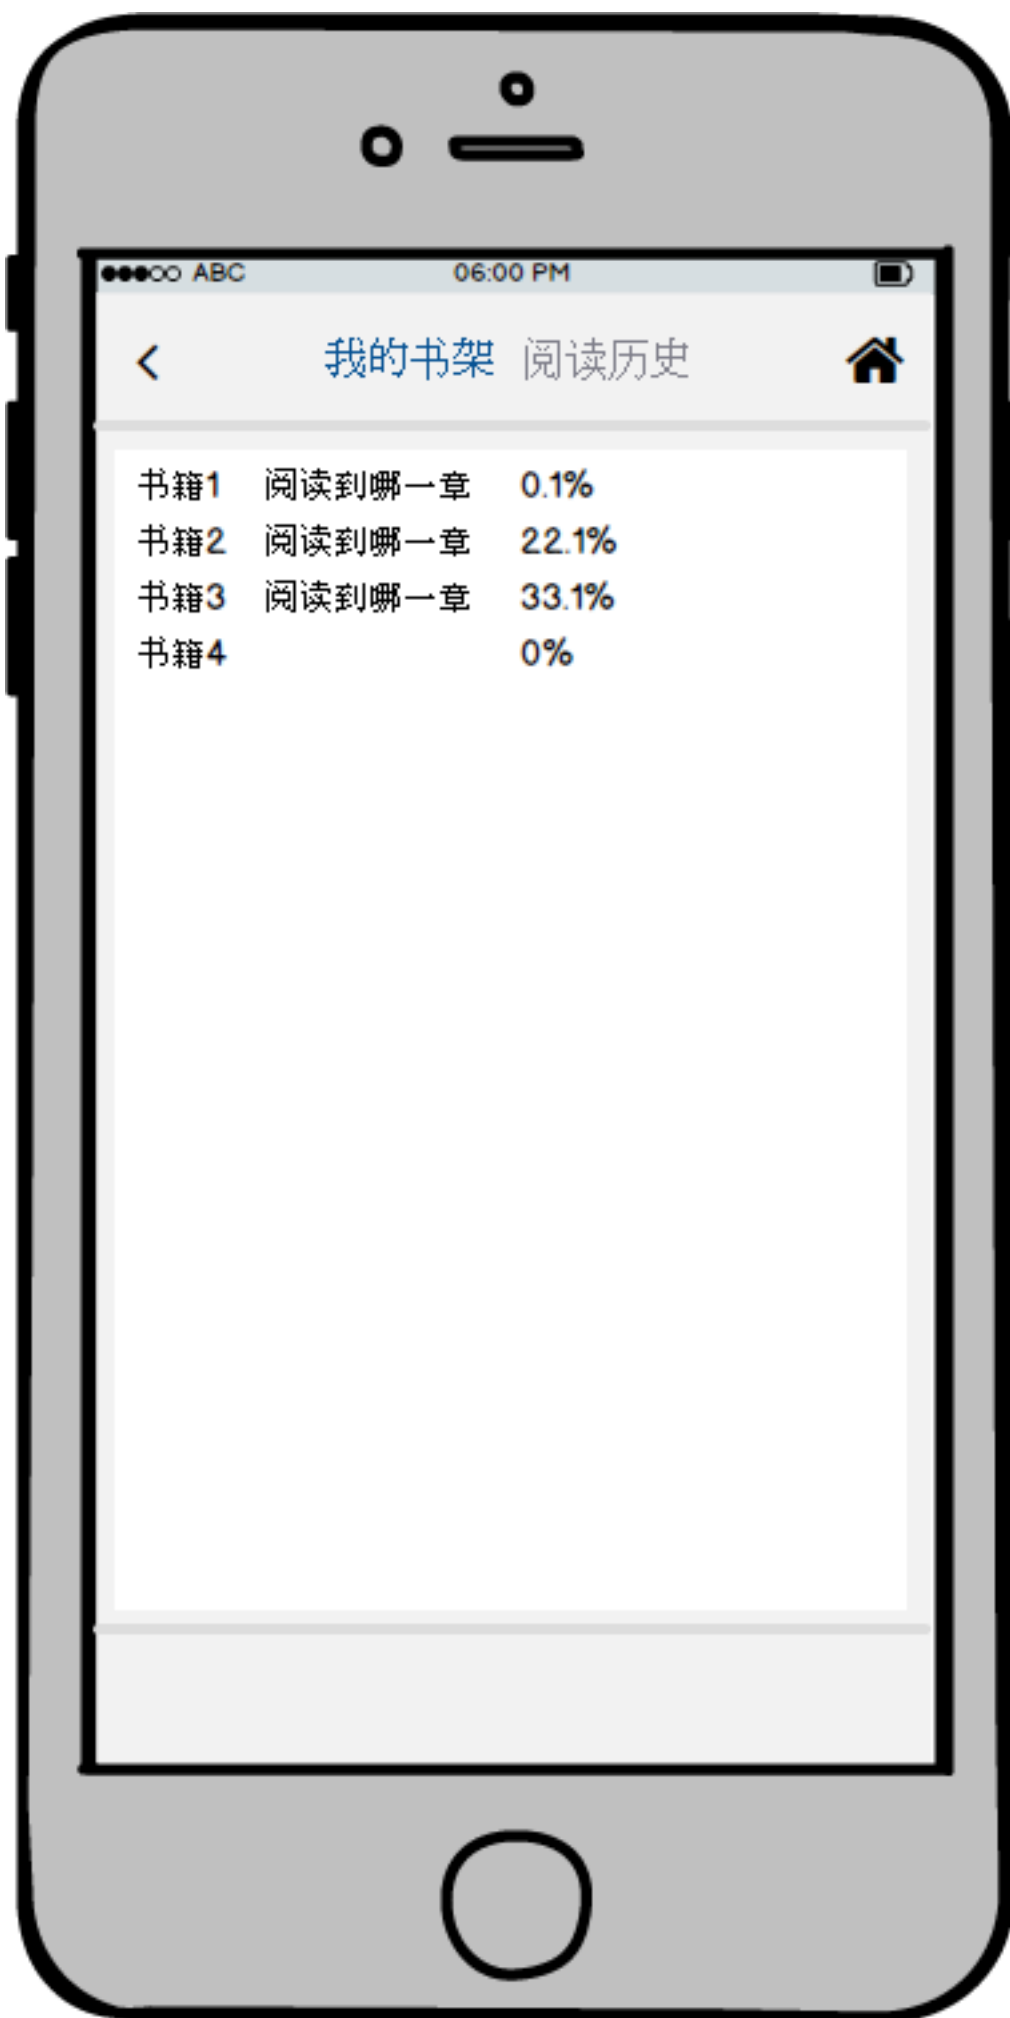 ABC 06:00 PM
我的书架 阅读历史
书籍1 阅读到哪一章 0.1%
书籍2 阅读到哪一章 22.1%
书籍3 阅读到哪一章 33.1%
书籍4 0%